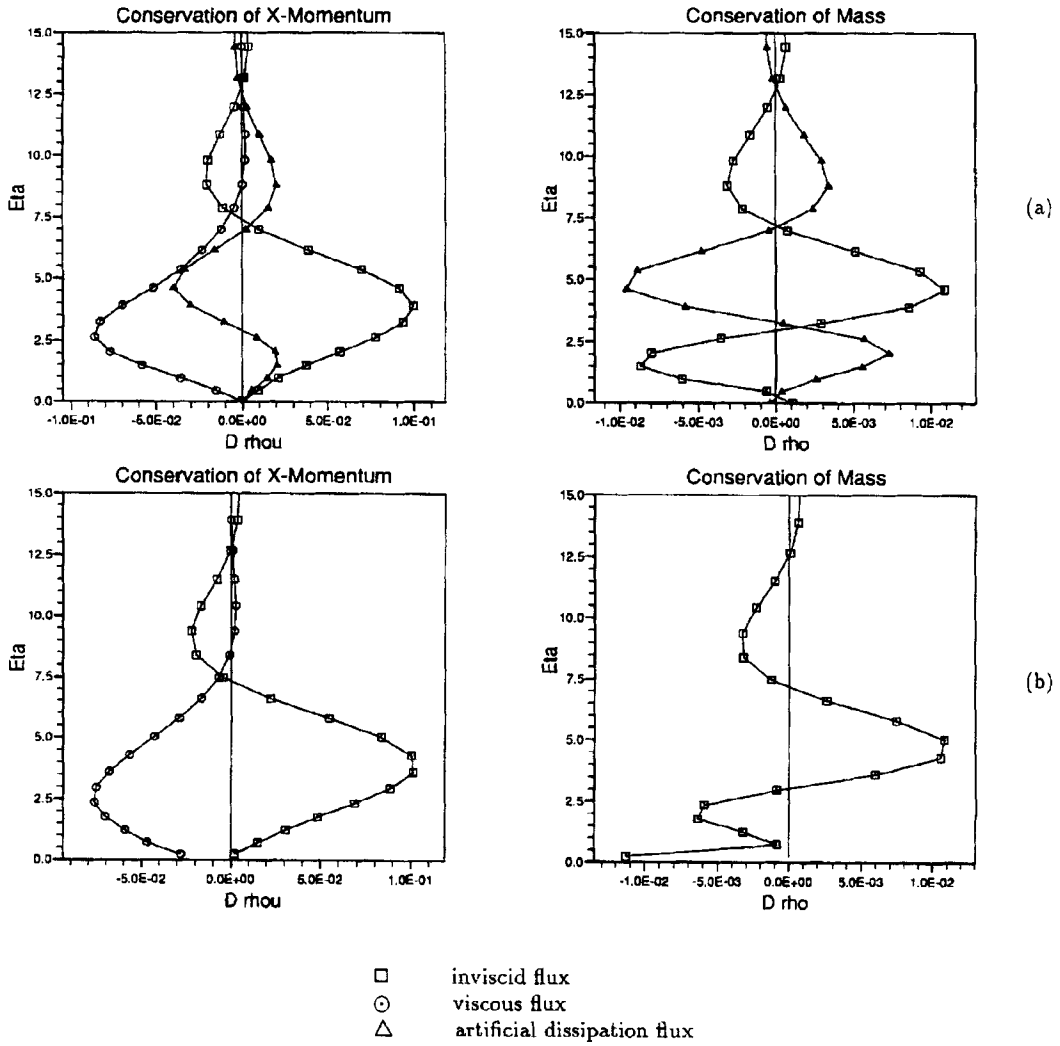 Conservation of X-Momentum
15.0
12.5
10.0
7.5
5.0
2.5
0.0
Eta
-1.0E-01
-5.0E-02
0.0E+00
5.0E-02
1.0E-01
D rhou
Conservation of Mass
15.0
12.5
10.0
7.5
5.0
2.5
0.0
Eta
-1.0E-02
-5.0E-03
0.0E+00
5.0E-03
1.0E-02
D rho
(a)
Conservation of X-Momentum
15.0
12.5
10.0
7.5
5.0
2.5
0.0
Eta
-5.0E-02
0.0E+00
5.0E-02
1.0E-01
D rhou
Conservation of Mass
15.0
12.5
10.0
7.5
5.0
2.5
0.0
Eta
-1.0E-02
-5.0E-03
0.0E+00
5.0E-03
1.0E-02
D rho
(b)
inviscid flux
viscous flux
artificial dissipation flux